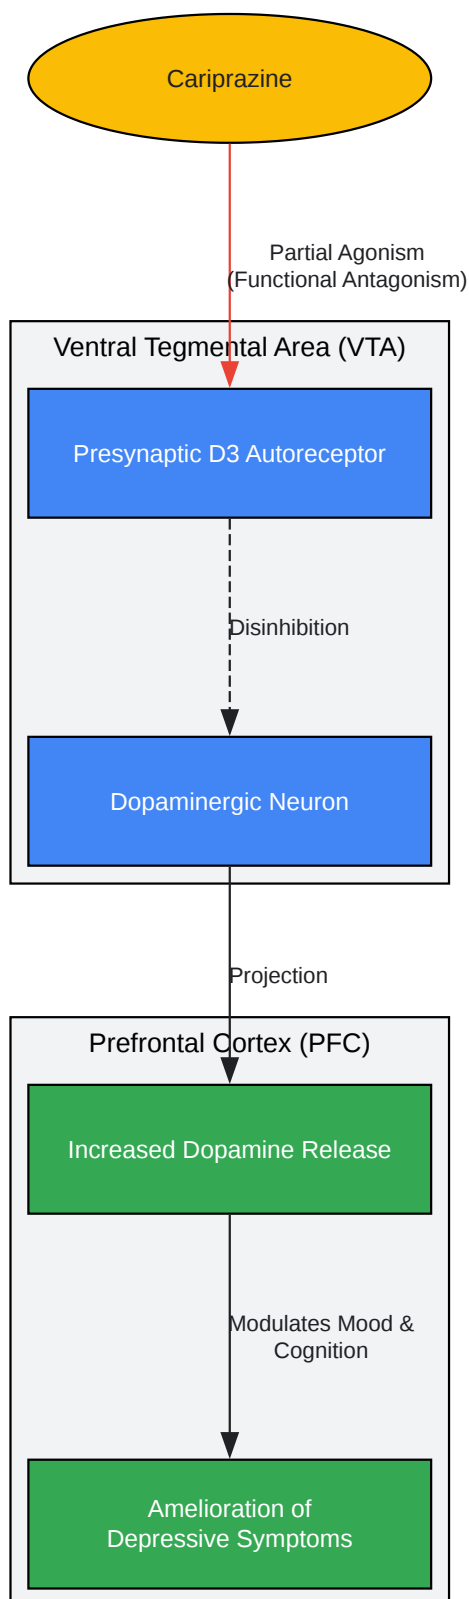 Cariprazine
Partial Agonism
(Functional Antagonism)
Ventral Tegmental Area (VTA)
Presynaptic D3 Autoreceptor
Disinhibition
Dopaminergic Neuron
Projection
Prefrontal Cortex (PFC)
Increased Dopamine Release
Modulates Mood &
Cognition
Amelioration of
Depressive Symptoms